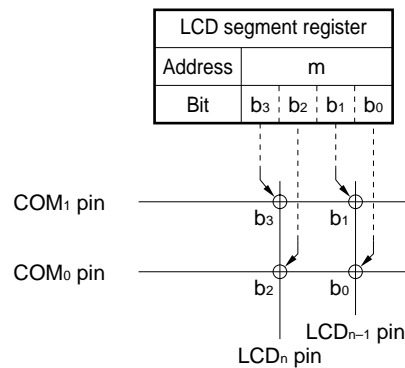 LCD segment register
Address m
Bit b3 b2 b1 b0
COM1 pin
b3 b1
COM0 pin
b2 b0
LCDn–1 pin
LCDn pin